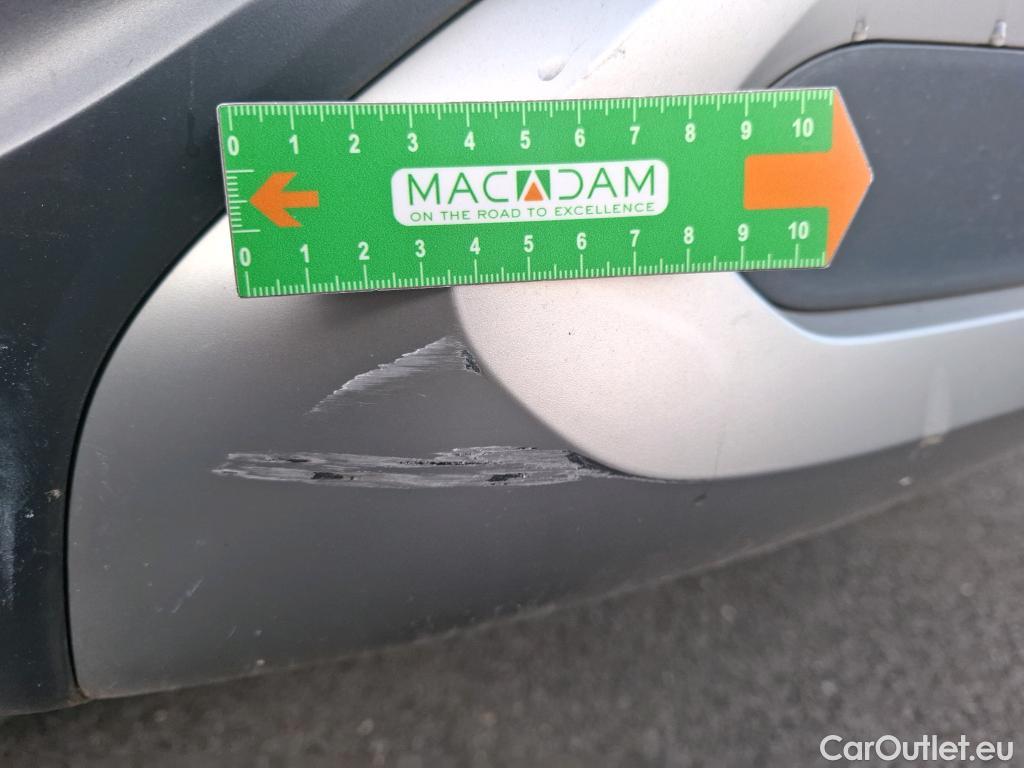 0 1 2 3 4 5 6 7 8 9 10
MACADAM
ON THE ROAD TO EXCELLENCE
0 1 2 3 4 5 6 7 8 9 10
CarOutlet.eu